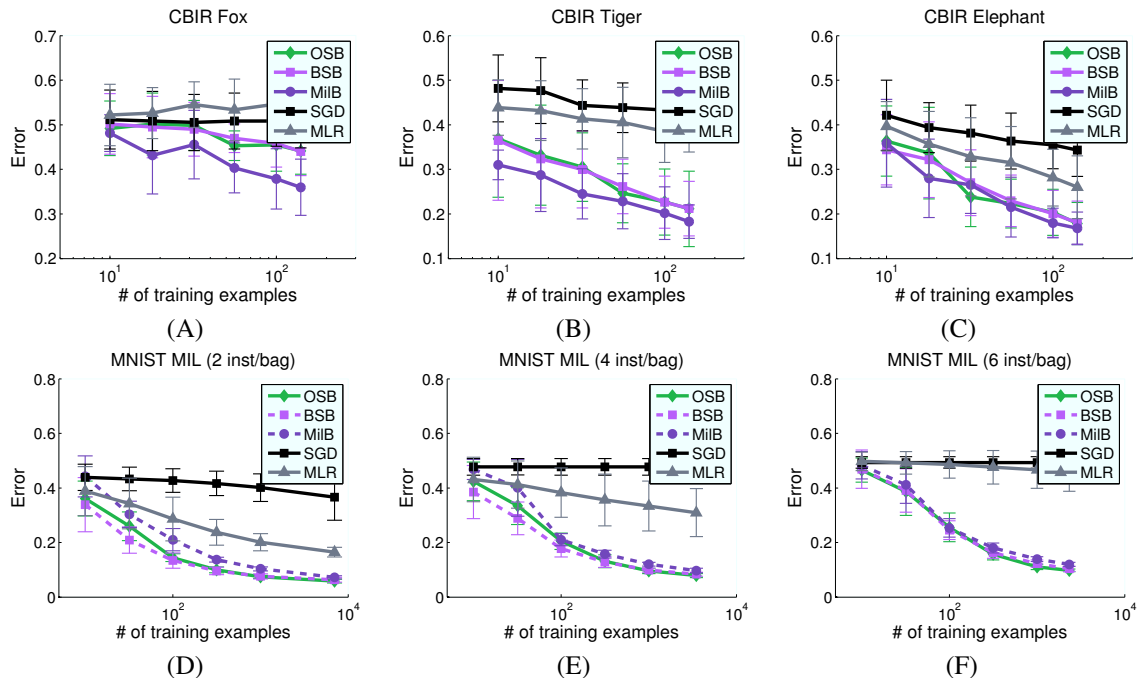 CBIR Fox
0.7
0.6
0.5
0.4
0.3
0.2
Error
10^1
10^2
# of training examples
OSB
BSB
MilB
SGD
MLR
(A)
CBIR Tiger
0.6
0.5
0.4
0.3
0.2
0.1
Error
10^1
10^2
# of training examples
OSB
BSB
MilB
SGD
MLR
(B)
CBIR Elephant
0.6
0.5
0.4
0.3
0.2
0.1
Error
10^1
10^2
# of training examples
OSB
BSB
MilB
SGD
MLR
(C)
MNIST MIL (2 inst/bag)
0.8
0.6
0.4
0.2
0
Error
10^2
10^4
# of training examples
OSB
BSB
MilB
SGD
MLR
(D)
MNIST MIL (4 inst/bag)
0.8
0.6
0.4
0.2
0
Error
10^2
10^4
# of training examples
OSB
BSB
MilB
SGD
MLR
(E)
MNIST MIL (6 inst/bag)
0.8
0.6
0.4
0.2
0
Error
10^2
10^4
# of training examples
OSB
BSB
MilB
SGD
MLR
(F)